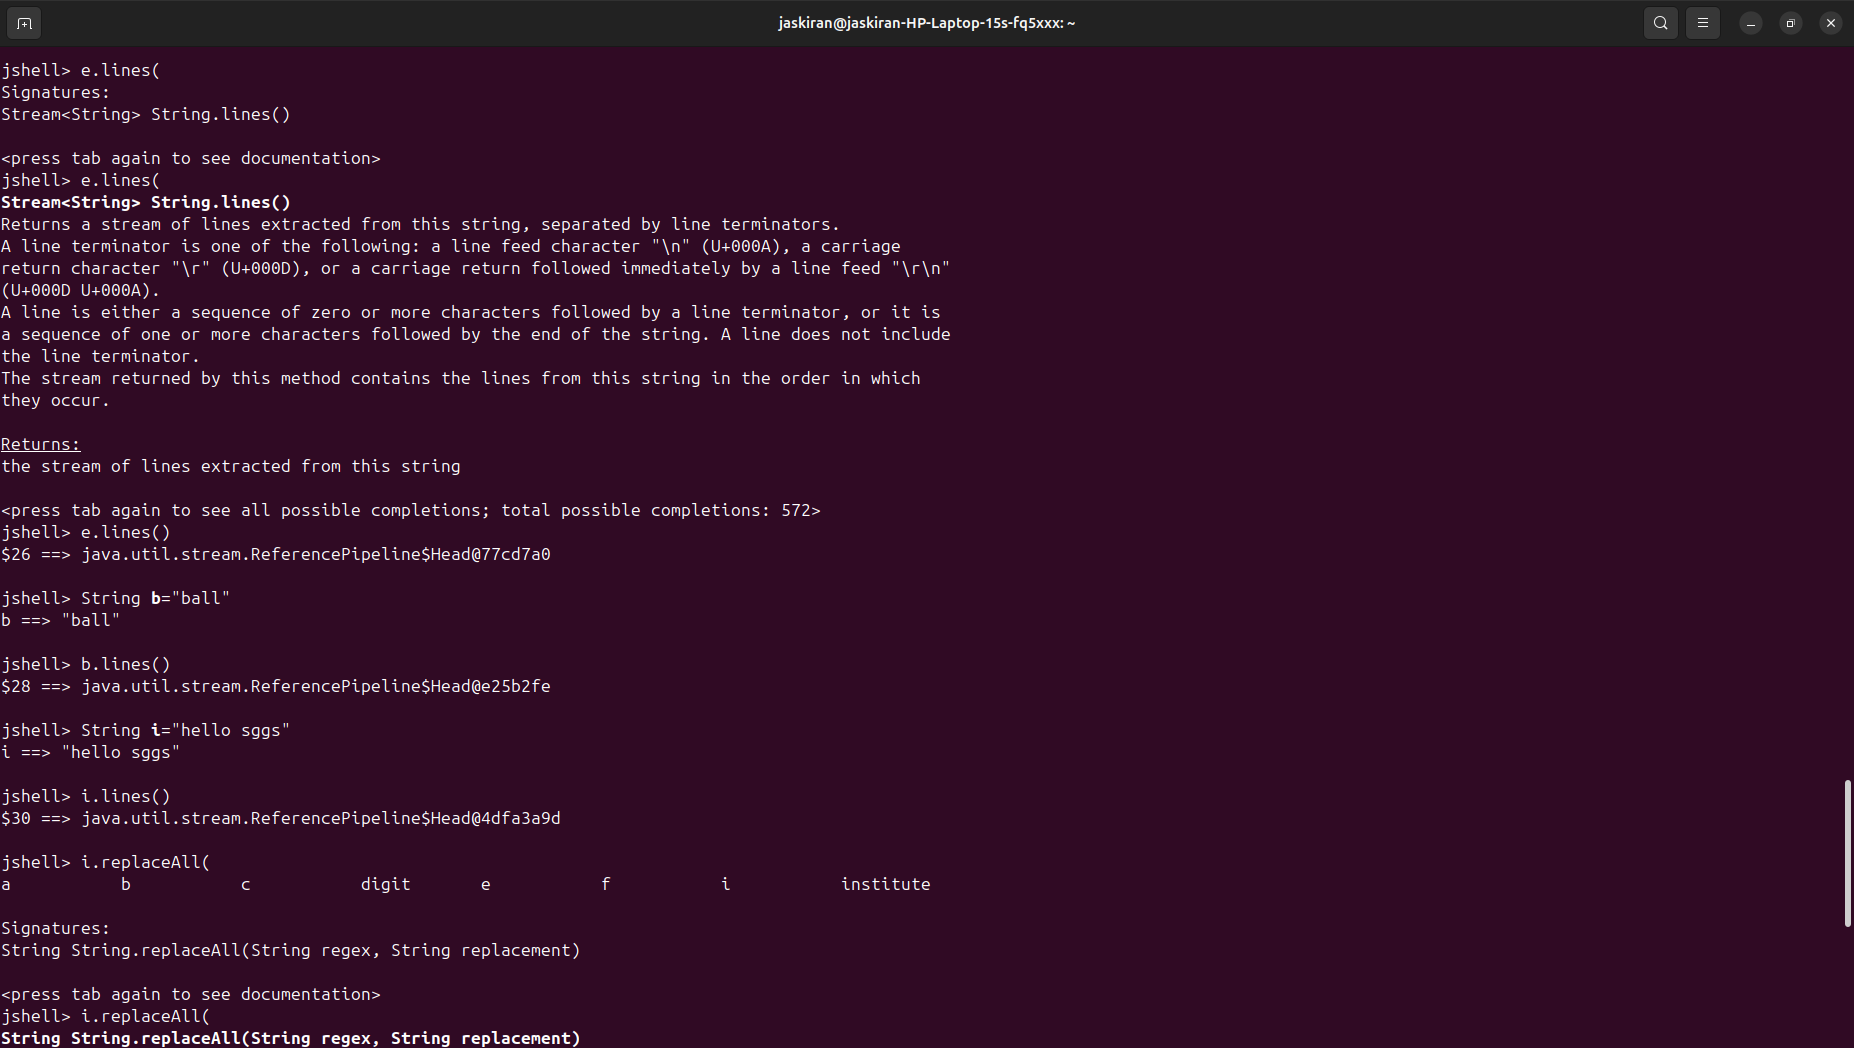 jaskiran@jaskiran-HP-Laptop-15s-fq5xxx: ~
jshell> e.lines(
Signatures:
Stream<String> String.lines()
<press tab again to see documentation>
jshell> e.lines(
Stream<String> String.lines()
Returns a stream of lines extracted from this string, separated by line terminators.
A line terminator is one of the following: a line feed character "\n" (U+000A), a carriage
return character "\r" (U+000D), or a carriage return followed immediately by a line feed "\r\n"
(U+000D U+000A).
A line is either a sequence of zero or more characters followed by a line terminator, or it is
a sequence of one or more characters followed by the end of the string. A line does not include
the line terminator.
The stream returned by this method contains the lines from this string in the order in which
they occur.
Returns:
the stream of lines extracted from this string
<press tab again to see all possible completions; total possible completions: 572>
jshell> e.lines()
$26 ==> java.util.stream.ReferencePipeline$Head@77cd7a0
jshell> String b="ball"
b ==> "ball"
jshell> b.lines()
$28 ==> java.util.stream.ReferencePipeline$Head@e25b2fe
jshell> String i="hello sggs"
i ==> "hello sggs"
jshell> i.lines()
$30 ==> java.util.stream.ReferencePipeline$Head@4dfa3a9d
jshell> i.replaceAll(
a b c digit e f i institute
Signatures:
String String.replaceAll(String regex, String replacement)
<press tab again to see documentation>
jshell> i.replaceAll(
String String.replaceAll(String regex, String replacement)